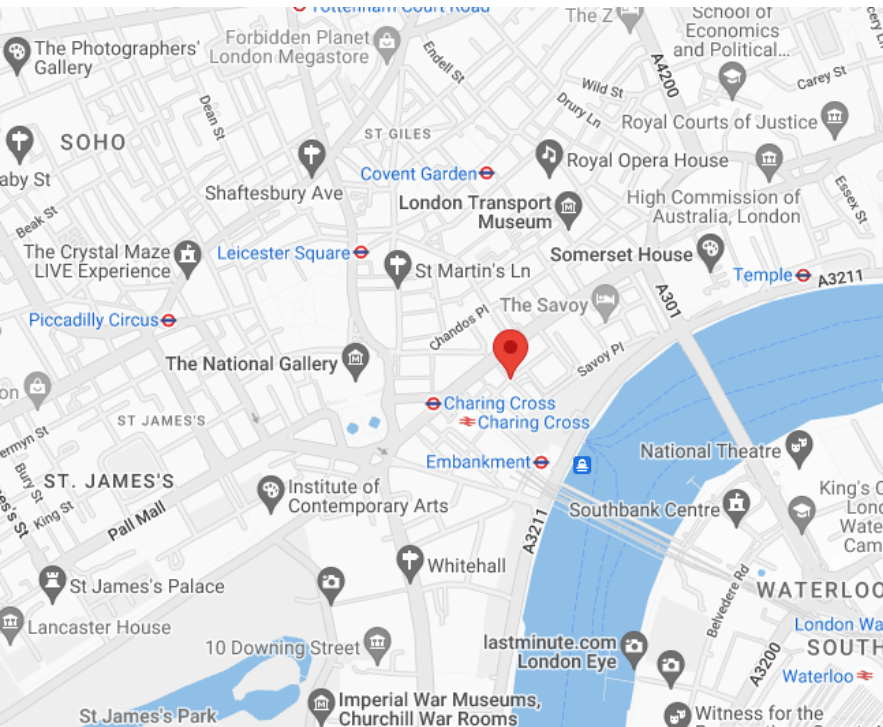 Tottenham Court Road
The Z
School of
Economics
and Political...
The Photographers'
Gallery
Forbidden Planet
London Megastore
Endell St
A4200
Wild St
Carey St
Dean St
Drury Ln
Royal Courts of Justice
SOHO
ST GILES
Covent Garden
Royal Opera House
aby St
Shaftesbury Ave
London Transport
Museum
High Commission of
Australia, London
Essex St
Beak St
The Crystal Maze
LIVE Experience
Leicester Square
St Martin's Ln
Somerset House
Temple
A3211
Piccadilly Circus
Chandos Pl
The Savoy
A301
The National Gallery
Savoy Pl
on
Charing Cross
Charing Cross
ST JAMES'S
ermyn St
Embankment
National Theatre
Bury St
ST. JAMES'S
Institute of
Contemporary Arts
Southbank Centre
King's C
Lond
Wate
Cam
es's St
King St
Pall Mall
A3211
Whitehall
St James's Palace
Belvedere Rd
WATERLOO
Lancaster House
London Wa
10 Downing Street
lastminute.com
London Eye
SOUTH
A3200
Waterloo
St James's Park
Imperial War Museums,
Churchill War Rooms
Witness for the